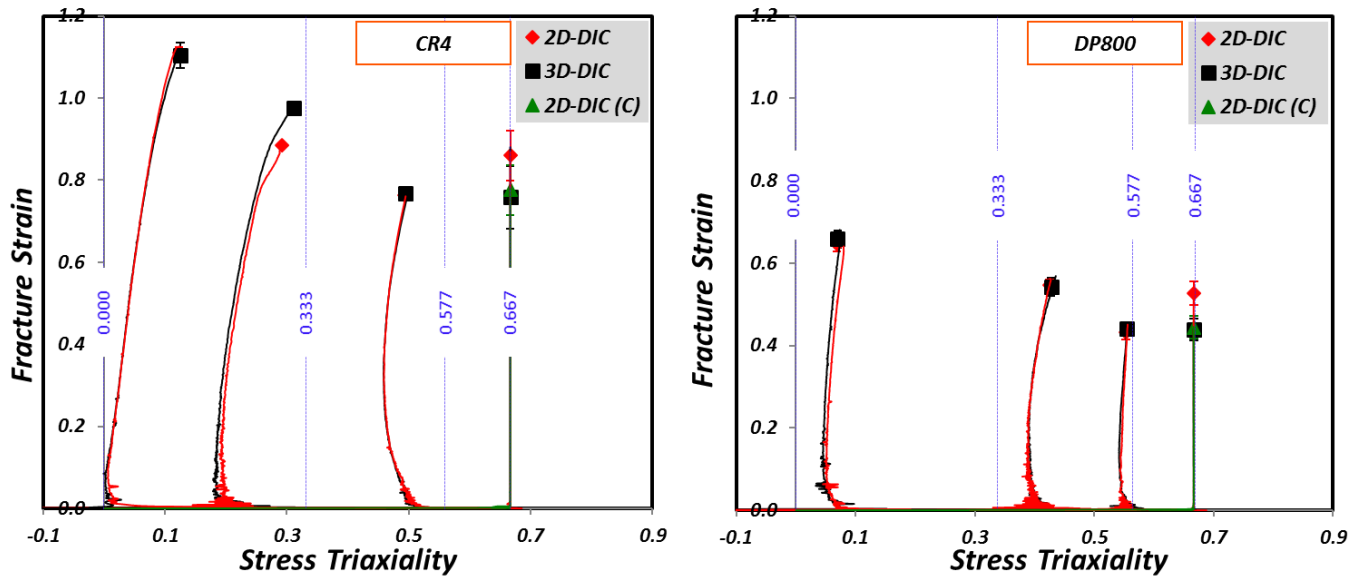 1.2
1.0
0.8
0.6
0.4
0.2
0.0
Fracture Strain
CR4
2D-DIC
3D-DIC
2D-DIC (C)
0.000
0.333
0.577
0.667
-0.1
0.1
0.3
0.5
0.7
0.9
Stress Triaxiality
1.2
1.0
0.8
0.6
0.4
0.2
0.0
Fracture Strain
DP800
2D-DIC
3D-DIC
2D-DIC (C)
0.000
0.333
0.577
0.667
-0.1
0.1
0.3
0.5
0.7
0.9
Stress Triaxiality